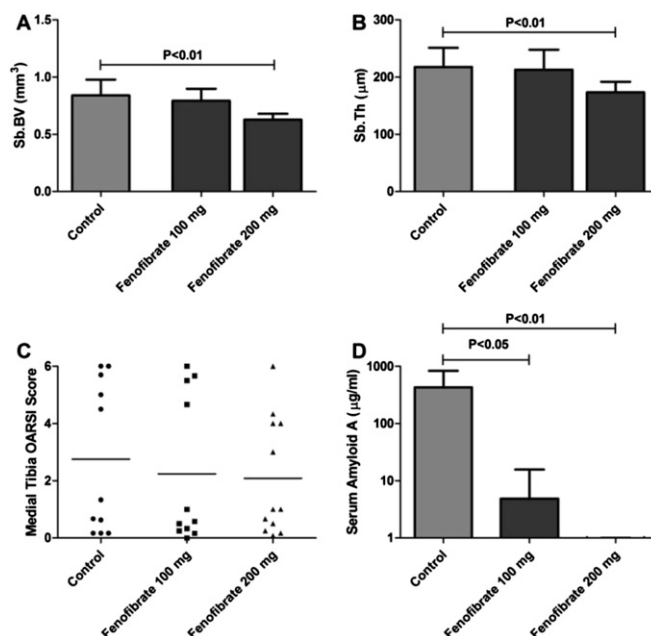 A
P<0.01
Sb.BV (mm³)
1.5
1.0
0.5
0.0
Control
Fenofibrate 100 mg
Fenofibrate 200 mg
B
P<0.01
Sb.Th (µm)
300
200
100
0
Control
Fenofibrate 100 mg
Fenofibrate 200 mg
C
Medial Tibia OARSI Score
6
4
2
0
Control
Fenofibrate 100 mg
Fenofibrate 200 mg
D
P<0.01
P<0.05
Serum Amyloid A (µg/ml)
1000
100
10
1
Control
Fenofibrate 100 mg
Fenofibrate 200 mg